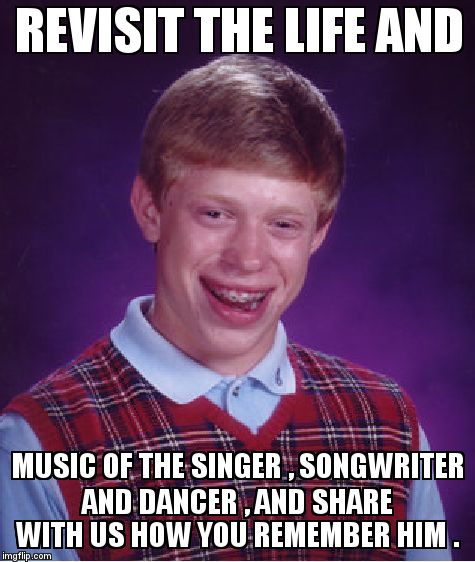 REVISIT THE LIFE AND
MUSIC OF THE SINGER , SONGWRITER
AND DANCER , AND SHARE
WITH US HOW YOU REMEMBER HIM .
imgflip.com